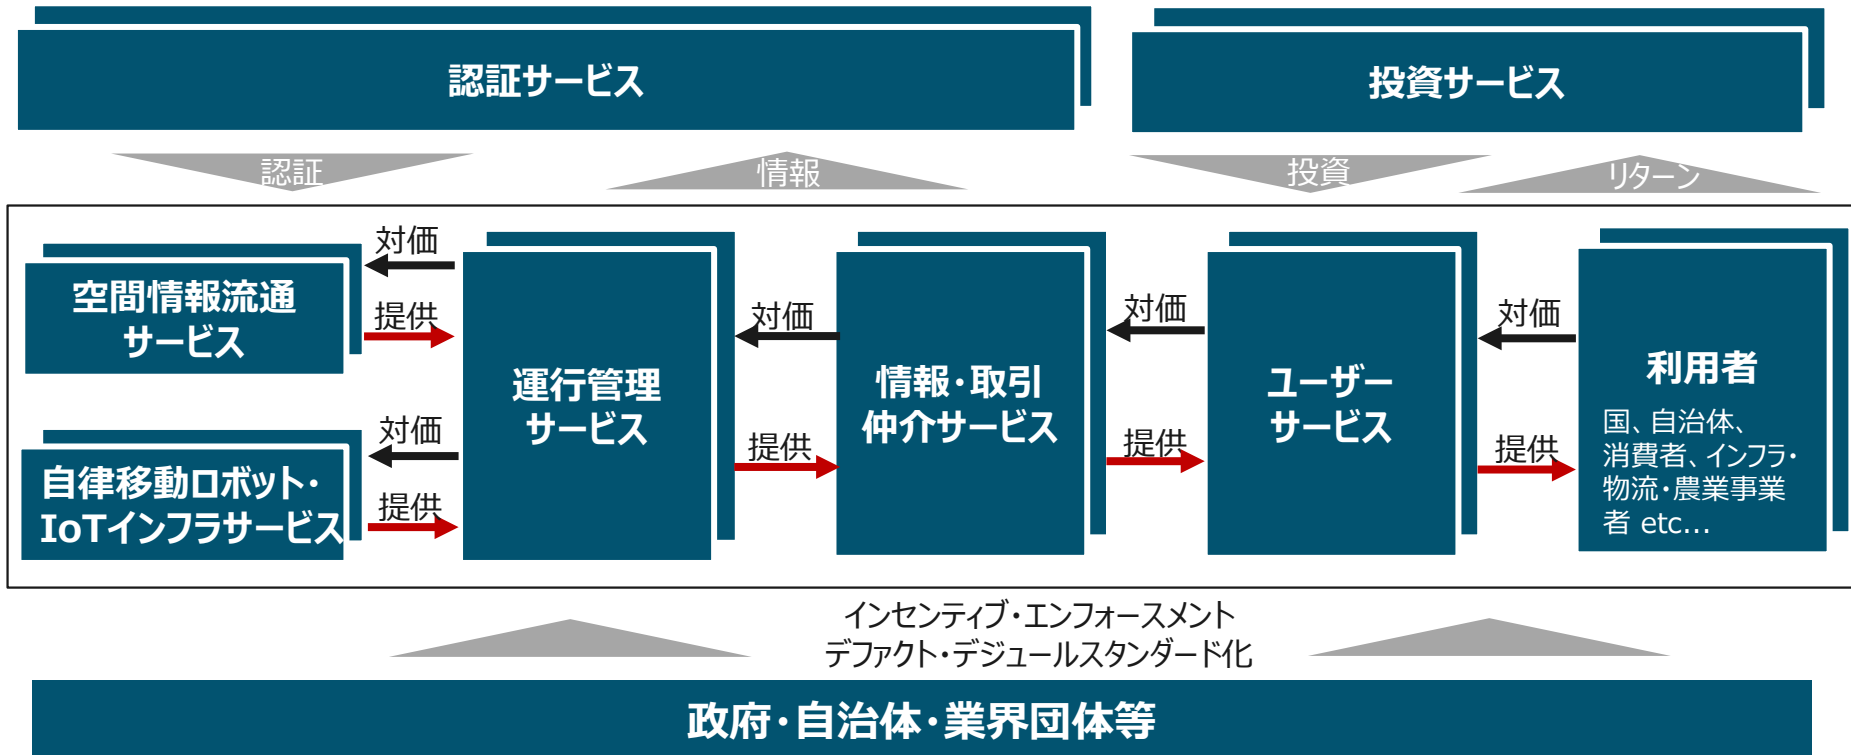 認証サービス
投資サービス
認証
情報
投資
リターン
空間情報流通
サービス
対価
提供
自律移動ロボット・
IoTインフラサービス
対価
提供
運行管理
サービス
対価
提供
情報・取引
仲介サービス
対価
提供
ユーザー
サービス
対価
提供
利用者
国、自治体、
消費者、インフラ・
物流・農業事業
者 etc…
インセンティブ・エンフォースメント
デファクト・デジュールスタンダード化
政府・自治体・業界団体等